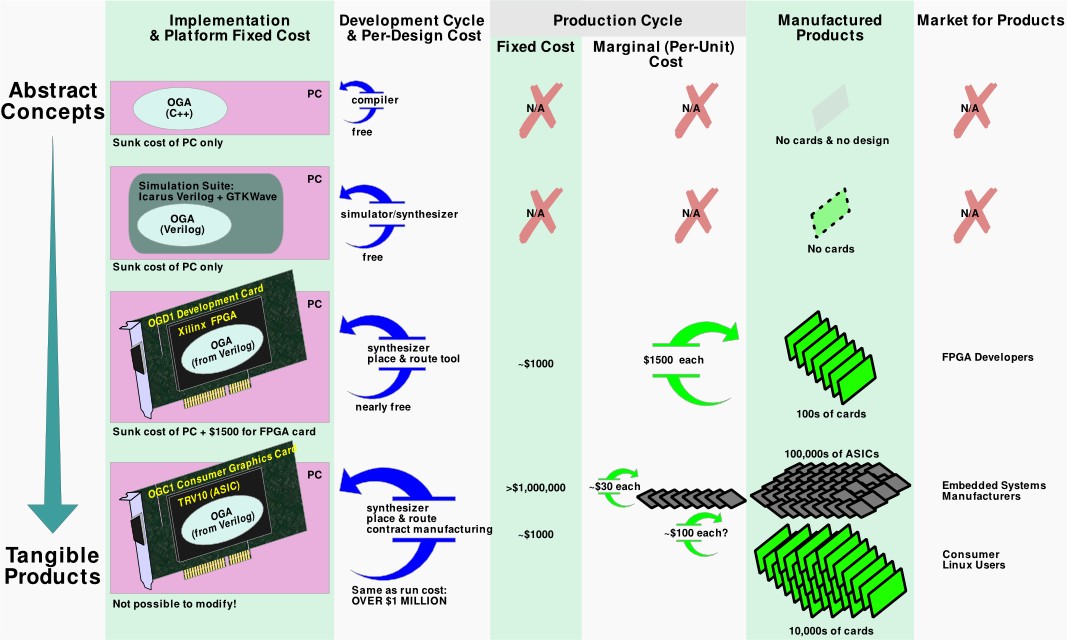 Implementation
& Platform Fixed Cost
Development Cycle
& Per-Design Cost
Production Cycle
Fixed Cost
Marginal (Per-Unit)
Cost
Manufactured
Products
Market for Products
Abstract
Concepts
PC
OGA
(C++)
Sunk cost of PC only
compiler
free
N/A
N/A
No cards & no design
N/A
PC
Simulation Suite:
Icarus Verilog + GTKWave
OGA
(Verilog)
Sunk cost of PC only
simulator/synthesizer
free
N/A
N/A
No cards
N/A
PC
OGD1 Development Card
Xilinx FPGA
OGA
(from Verilog)
Sunk cost of PC + $1500 for FPGA card
synthesizer
place & route tool
nearly free
~$1000
$1500 each
100s of cards
FPGA Developers
PC
OGC1 Consumer Graphics Card
TRV10 (ASIC)
OGA
(from Verilog)
Not possible to modify!
synthesizer
place & route
contract manufacturing
Same as run cost:
OVER $1 MILLION
>$1,000,000
~$1000
~$30 each
~$100 each?
100,000s of ASICs
10,000s of cards
Embedded Systems
Manufacturers
Consumer
Linux Users
Tangible
Products